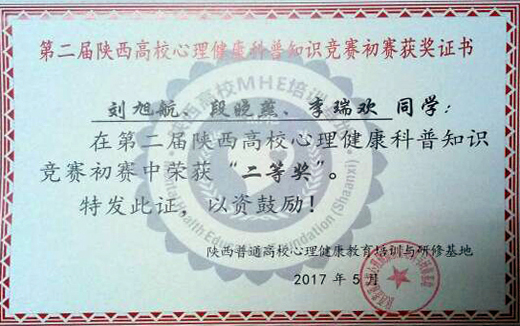 第二届陕西高校心理健康科普知识竞赛初赛获奖证书
刘旭航、段晓燕、李瑞欢 同学：
在第二届陕西高校心理健康科普知识
竞赛初赛中荣获“二等奖”。
特发此证，以资鼓励！
陕西普通高校心理健康教育培训与研修基地
2017 年 5 月